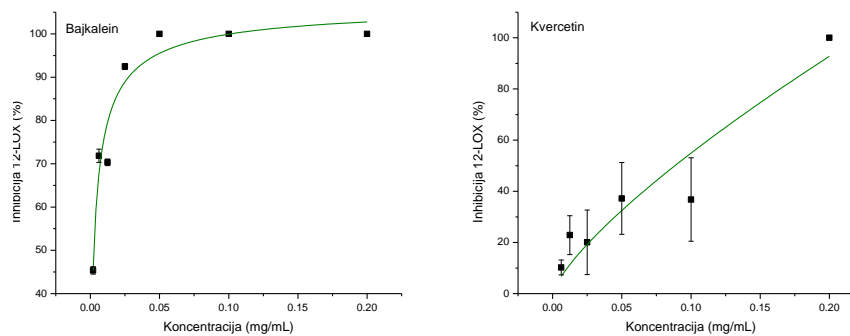 Bajkalein
100
90
80
70
60
50
40
Inhibicija 12-LOX (%)
0.00 0.05 0.10 0.15 0.20
Koncentracija (mg/mL)
Kvercetin
100
80
60
40
20
0
Inhibicija 12-LOX (%)
0.00 0.05 0.10 0.15 0.20
Koncentracija (mg/mL)